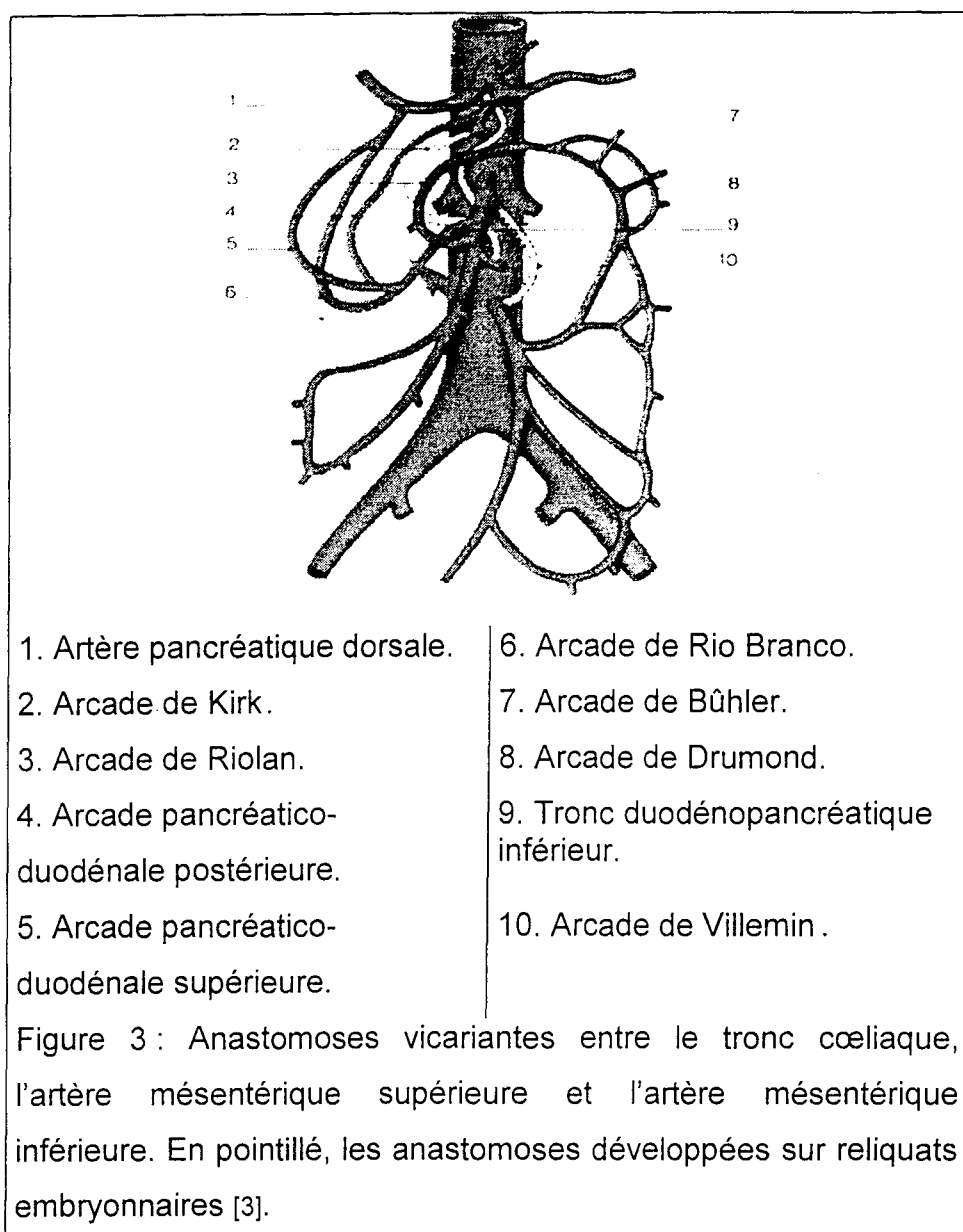 1
2
3
4
5
6
7
8
9
10
1. Artère pancréatique dorsale.
2. Arcade de Kirk.
3. Arcade de Riolan.
4. Arcade pancréatico-
duodénale postérieure.
5. Arcade pancréatico-
duodénale supérieure.
6. Arcade de Rio Branco.
7. Arcade de Bûhler.
8. Arcade de Drumond.
9. Tronc duodénopancréatique
inférieur.
10. Arcade de Villemin.
Figure 3 : Anastomoses vicariantes entre le tronc cœliaque,
l'artère mésentérique supérieure et l'artère mésentérique
inférieure. En pointillé, les anastomoses développées sur reliquats
embryonnaires [3].